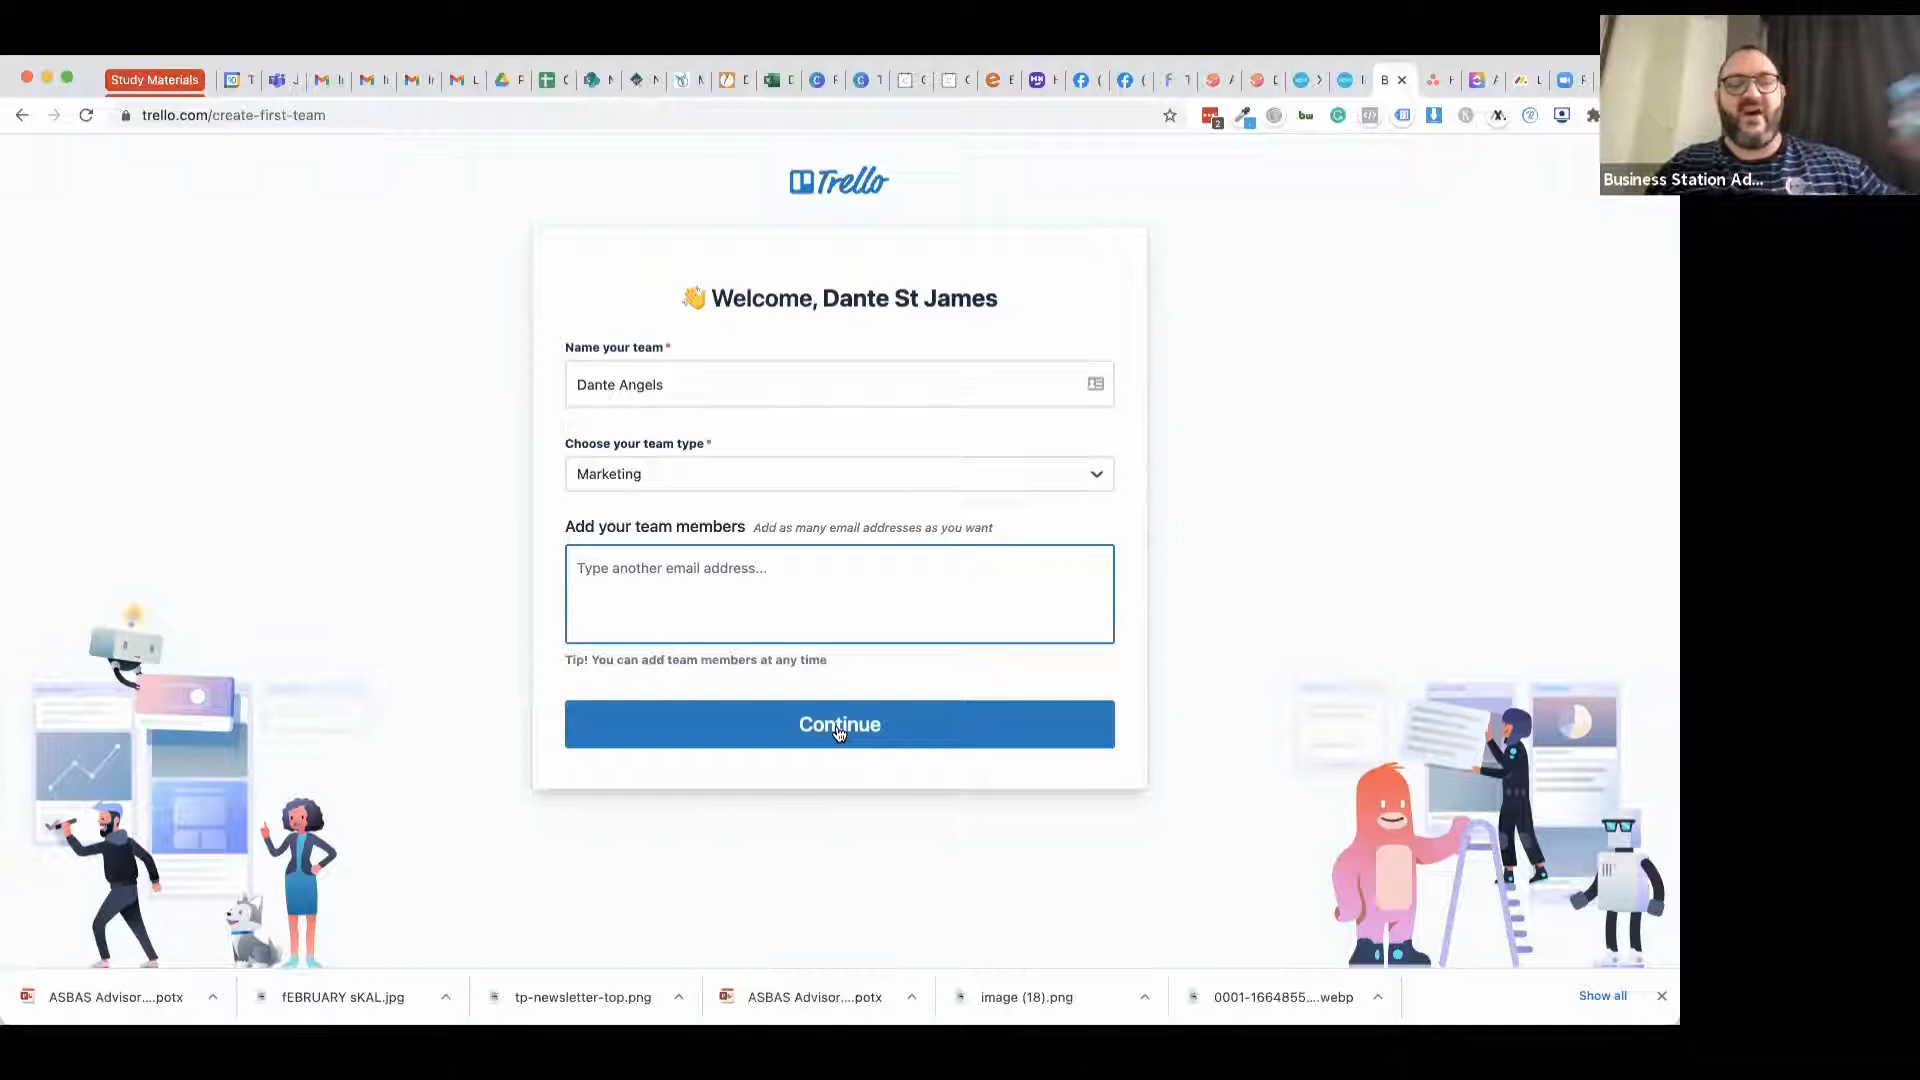 Study Materials
trello.com/create-first-team
Trello
Business Station Ad...
👋 Welcome, Dante St James
Name your team *
Dante Angels
Choose your team type *
Marketing
Add your team members Add as many email addresses as you want
Type another email address...
Tip! You can add team members at any time
Continue
ASBAS Advisor....potx
fEBRUARY sKAL.jpg
tp-newsletter-top.png
ASBAS Advisor....potx
image (18).png
0001-1664855....webp
Show all